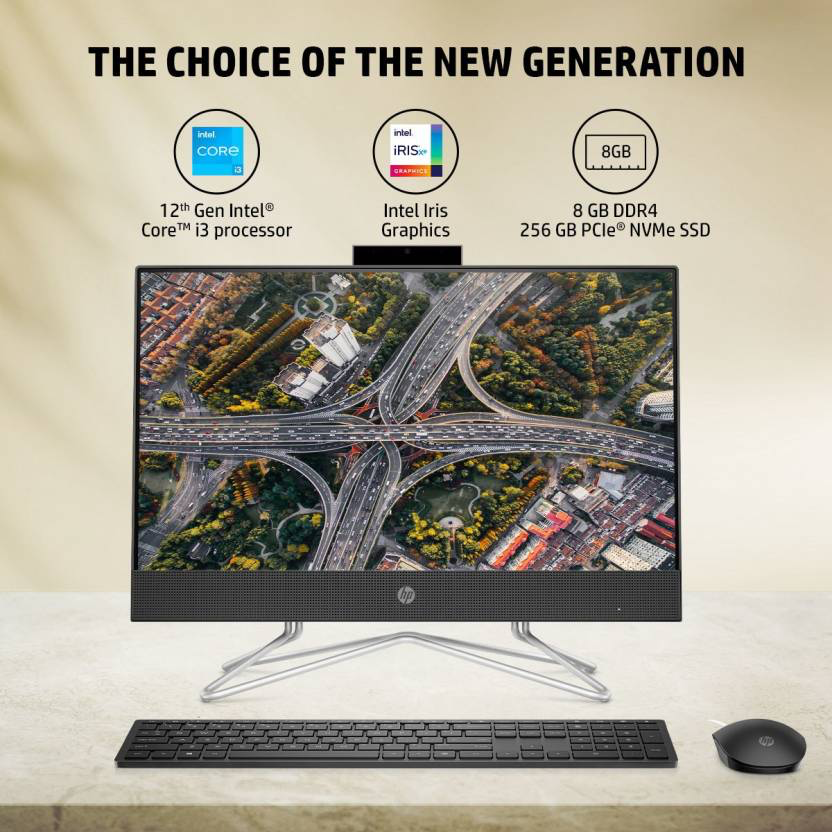 THE CHOICE OF THE NEW GENERATION
intel.
CORE
i3
intel.
iRISxe
GRAPHICS
8GB
12th Gen Intel®
Core™ i3 processor
Intel Iris
Graphics
8 GB DDR4
256 GB PCIe® NVMe SSD
hp
hp